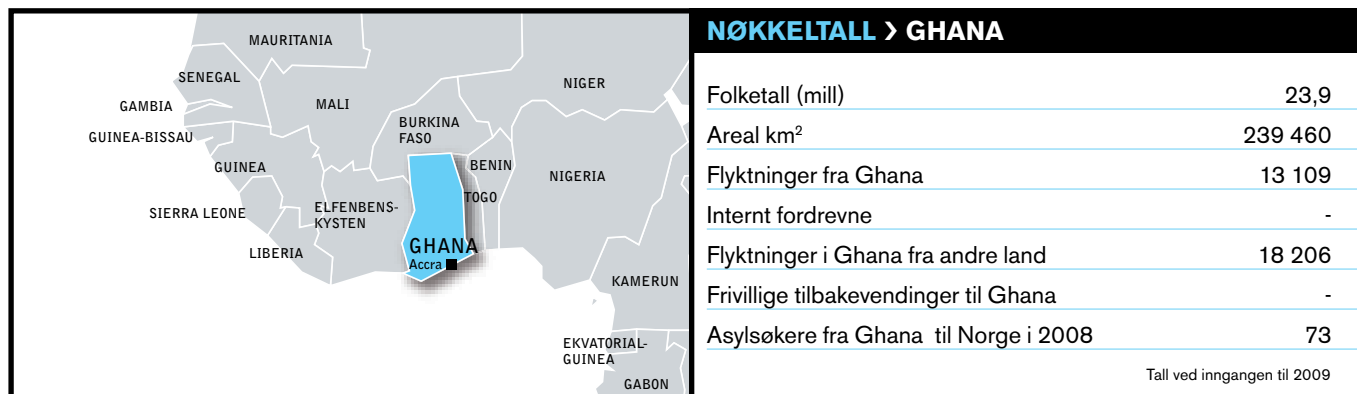 MAURITANIA
SENEGAL
NIGER
MALI
GAMBIA
BURKINA
FASO
GUINEA-BISSAU
BENIN
GUINEA
NIGERIA
TOGO
ELFENBENS-
KYSTEN
SIERRA LEONE
GHANA
LIBERIA
Accra
KAMERUN
EKVATORIAL-
GUINEA
GABON
NØKKELTALL › GHANA
Folketall (mill) 23,9
Areal km² 239 460
Flyktninger fra Ghana 13 109
Internt fordrevne -
Flyktninger i Ghana fra andre land 18 206
Frivillige tilbakevendinger til Ghana -
Asylsøkere fra Ghana til Norge i 2008 73
Tall ved inngangen til 2009